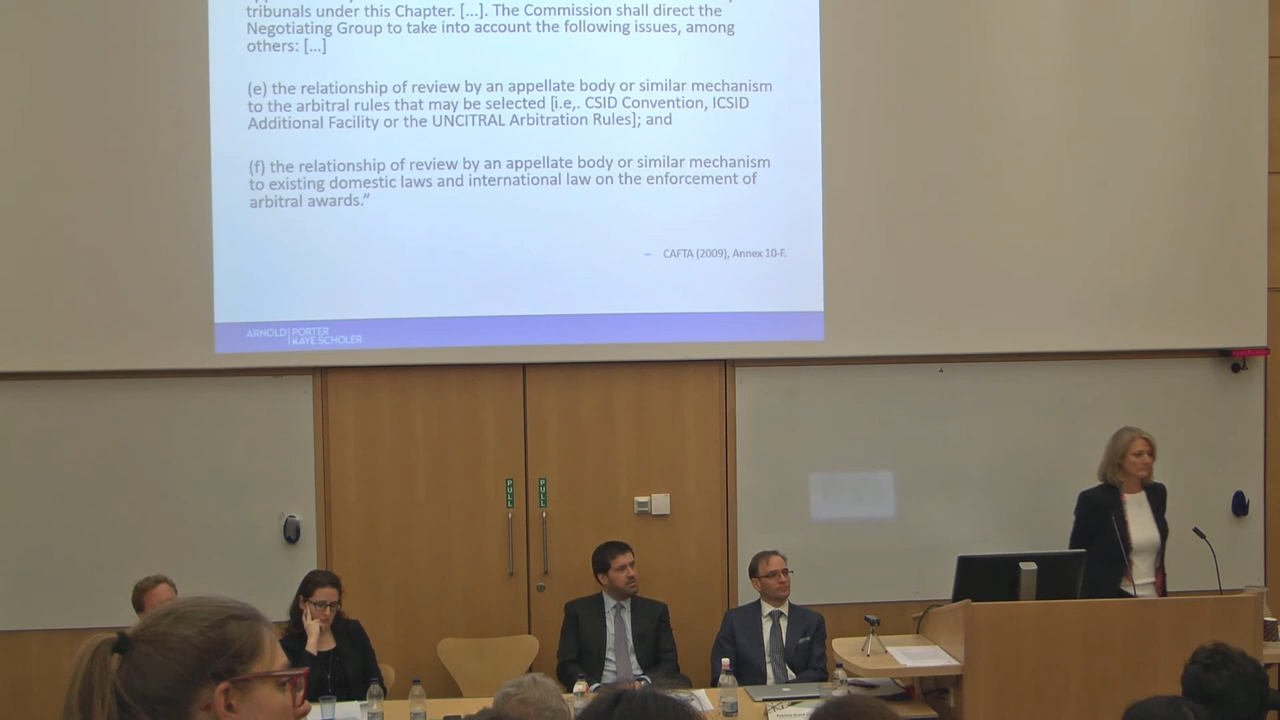 tribunals under this Chapter. [...]. The Commission shall direct the
Negotiating Group to take into account the following issues, among
others: [...]
(e) the relationship of review by an appellate body or similar mechanism
to the arbitral rules that may be selected [i.e,. CSID Convention, ICSID
Additional Facility or the UNCITRAL Arbitration Rules]; and
(f) the relationship of review by an appellate body or similar mechanism
to existing domestic laws and international law on the enforcement of
arbitral awards.”
– CAFTA (2009), Annex 10-F.
ARNOLD PORTER
KAYE SCHOLER
PULL
PULL